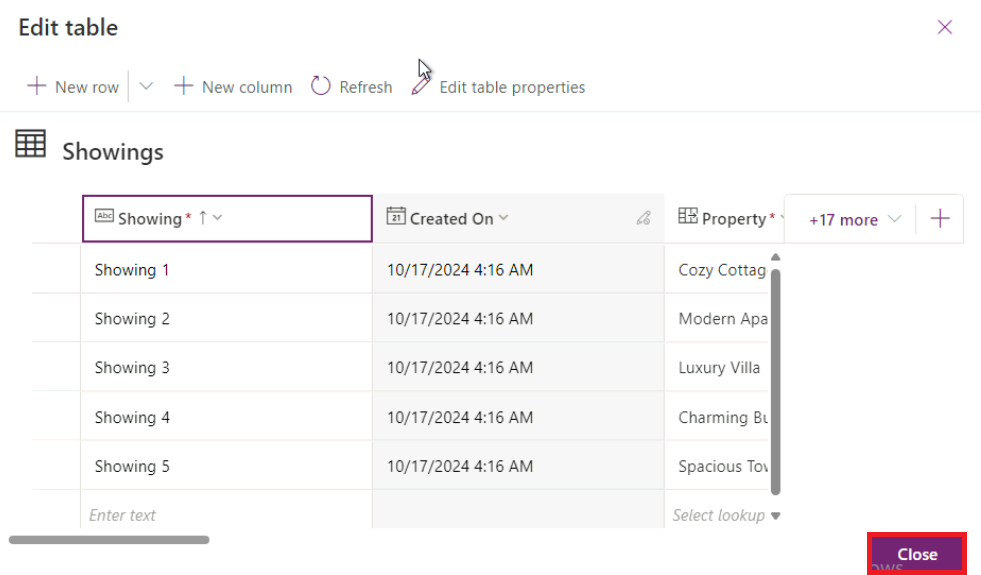 Edit table
New row New column Refresh Edit table properties
Showings
Abc Showing * ↑ 21 Created On Property * +17 more
Showing 1 10/17/2024 4:16 AM Cozy Cottag
Showing 2 10/17/2024 4:16 AM Modern Apa
Showing 3 10/17/2024 4:16 AM Luxury Villa
Showing 4 10/17/2024 4:16 AM Charming Bu
Showing 5 10/17/2024 4:16 AM Spacious Tov
Enter text Select lookup
Close